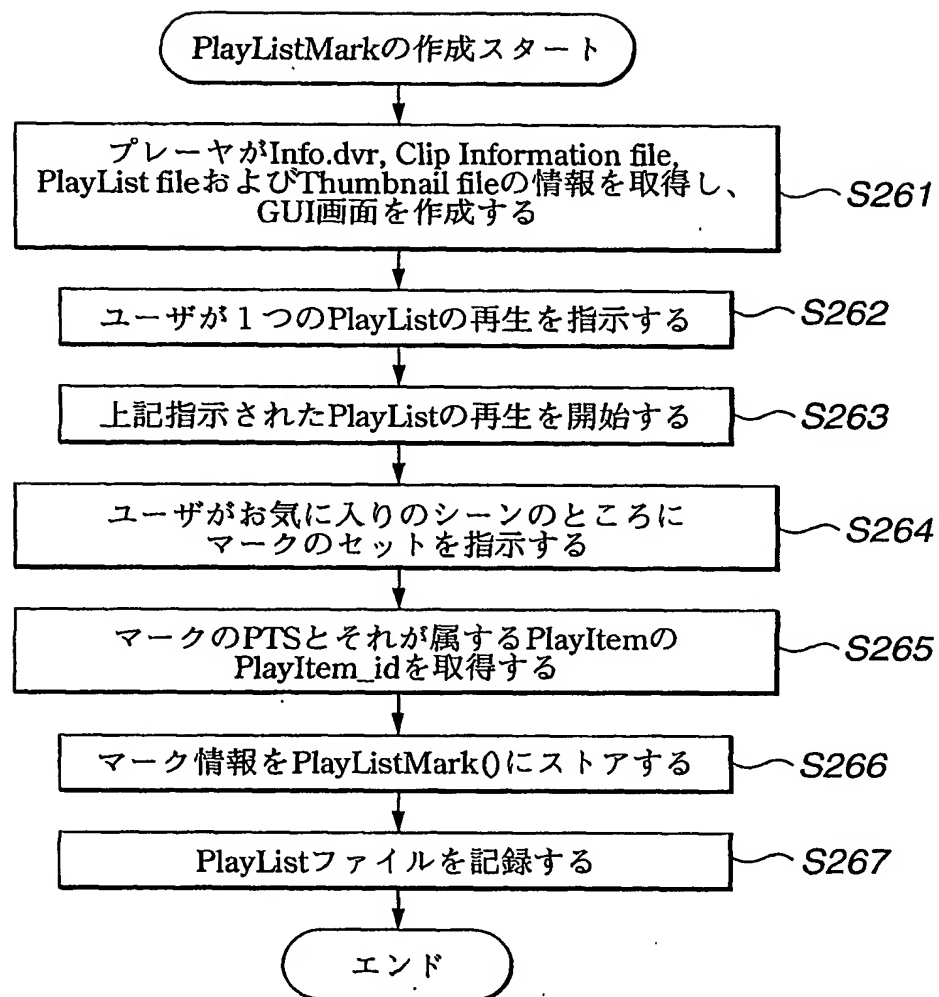 PlayListMarkの作成スタート
プレーヤがInfo.dvr, Clip Information file,
PlayList fileおよびThumbnail fileの情報を取得し、
GUI画面を作成する
S261
ユーザが１つのPlayListの再生を指示する
S262
上記指示されたPlayListの再生を開始する
S263
ユーザがお気に入りのシーンのところに
マークのセットを指示する
S264
マークのPTSとそれが属するPlayItemの
PlayItem_idを取得する
S265
マーク情報をPlayListMark()にストアする
S266
PlayListファイルを記録する
S267
エンド